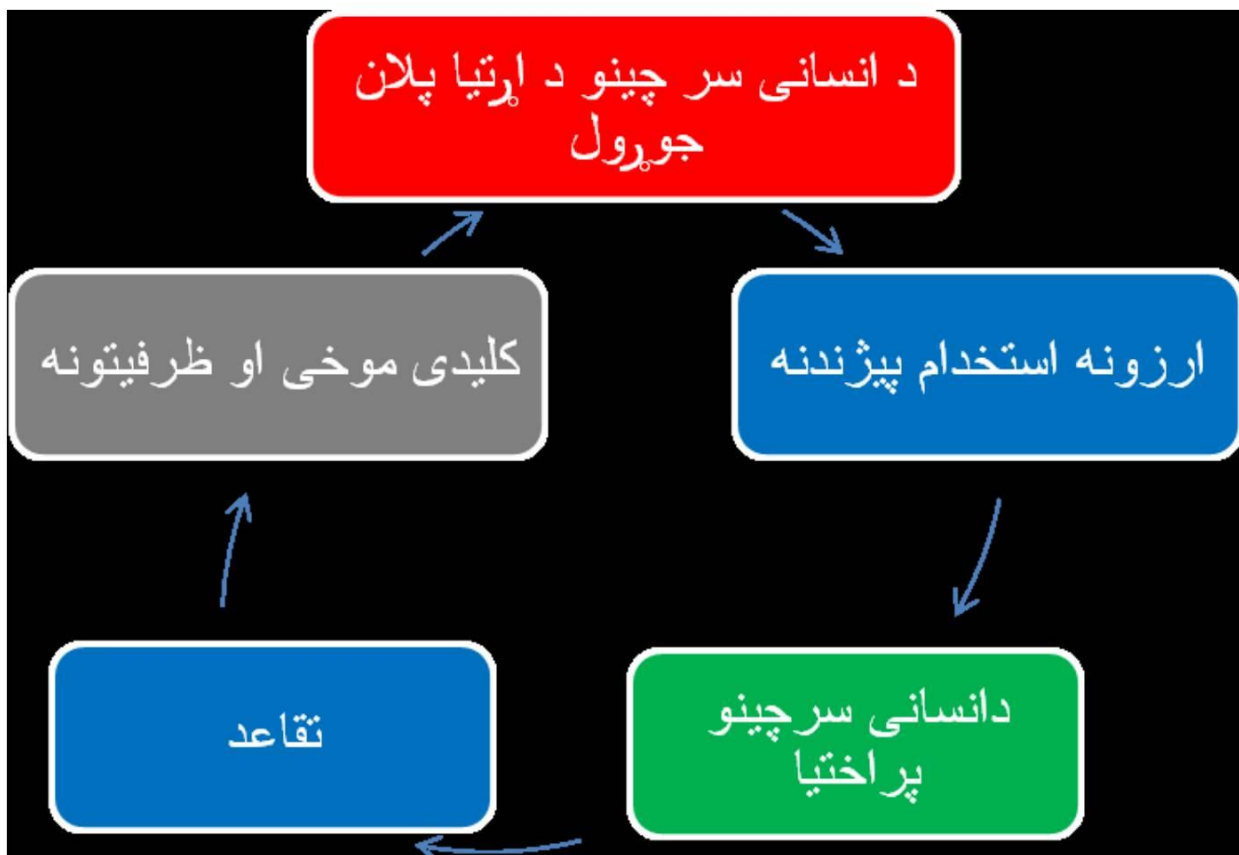 د انسانی سر چینو د اړتیا پلان
جوړول
ارزونه استخدام پیژندنه
دانسانی سرچینو
پراختیا
تقاعد
کلیدی موخی او ظرفیتونه